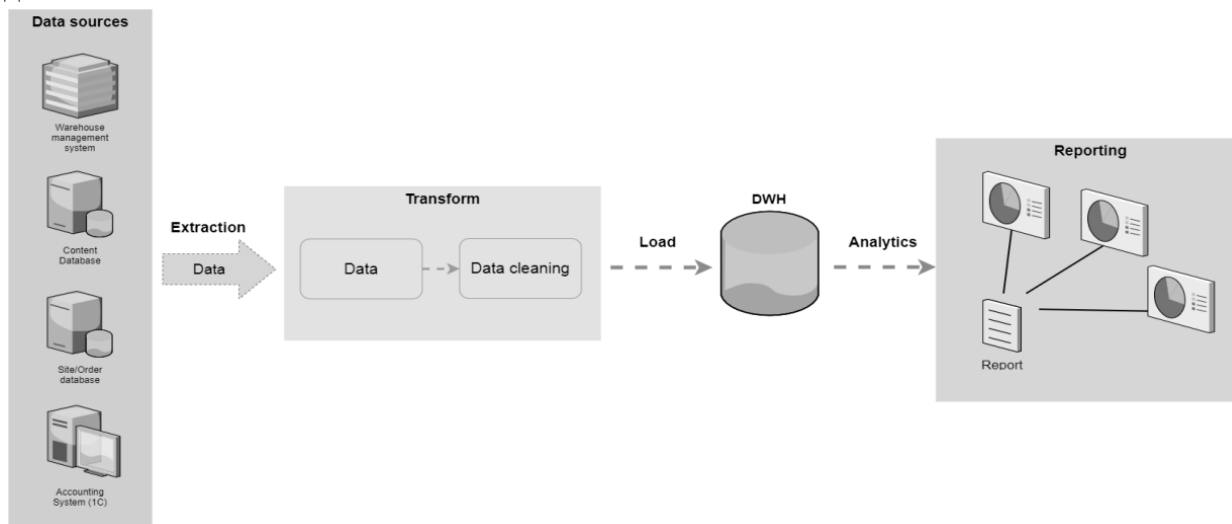 Data sources
Warehouse
management
system
Content
Database
Site/Order
database
Accounting
System (1C)
Extraction
Data
Transform
Data
Data cleaning
Load
DWH
Analytics
Reporting
Report